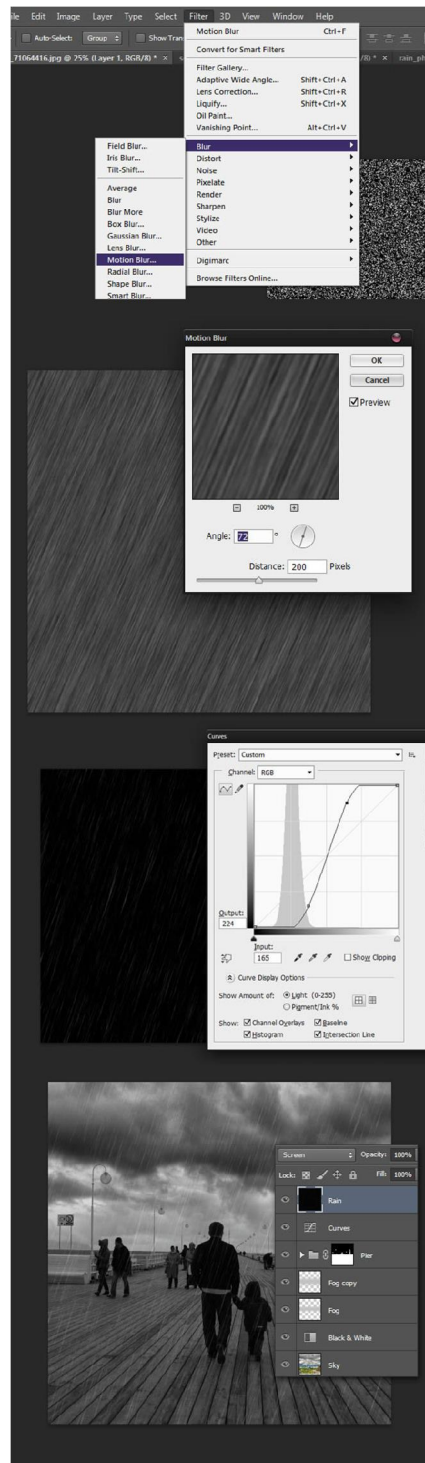 ile Edit Image Layer Type Select Filter 3D View Window Help
Auto-Select: Group Show Tran
_71064416.jpg @ 25% (Layer 1, RGB/8) * ×
/8) * × rain_p
Motion Blur Ctrl+F
Convert for Smart Filters
Filter Gallery...
Adaptive Wide Angle... Shift+Ctrl+A
Lens Correction... Shift+Ctrl+R
Liquify... Shift+Ctrl+X
Oil Paint...
Vanishing Point... Alt+Ctrl+V
Blur
Distort
Noise
Pixelate
Render
Sharpen
Stylize
Video
Other
Digimarc
Browse Filters Online...
Field Blur...
Iris Blur...
Tilt-Shift...
Average
Blur
Blur More
Box Blur...
Gaussian Blur...
Lens Blur...
Motion Blur...
Radial Blur...
Shape Blur...
Smart Blur...
Motion Blur
OK
Cancel
Preview
100%
Angle: 72 °
Distance: 200 Pixels
Curves
Preset: Custom
Channel: RGB
Output:
224
Input:
165
Show Clipping
Curve Display Options
Show Amount of: Light (0-255)
Pigment/Ink %
Show: Channel Overlays Baseline
Histogram Intersection Line
Screen Opacity: 100%
Lock: Fill: 100%
Rain
Curves
Pier
Fog copy
Fog
Black & White
Sky